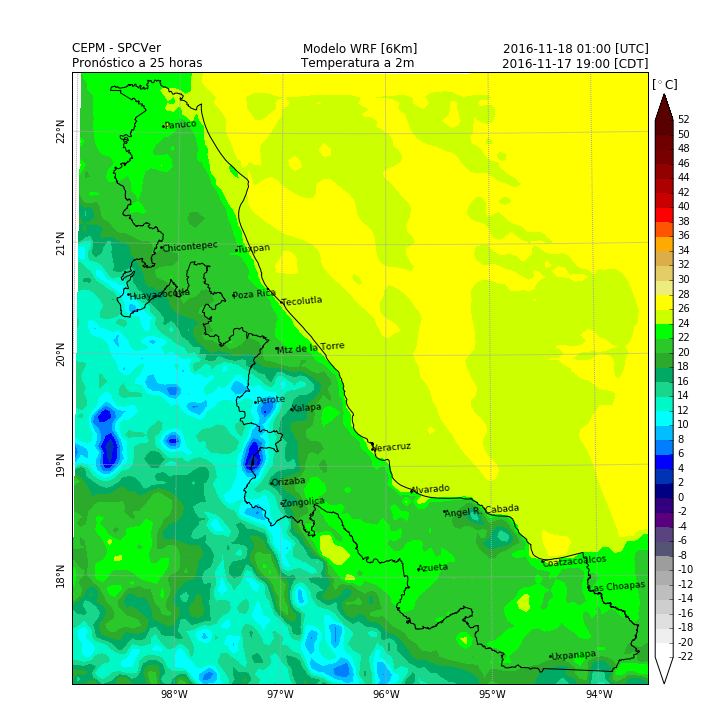 CEPM - SPCVer
Modelo WRF [6Km]
2016-11-18 01:00 [UTC]
Pronóstico a 25 horas
Temperatura a 2m
2016-11-17 19:00 [CDT]
[°C]
22°N
21°N
20°N
19°N
18°N
98°W
97°W
96°W
95°W
94°W
Panuco
Chicontepec
Tuxpan
Huayacocotla
Poza Rica
Tecolutla
Mtz de la Torre
Perote
Xalapa
Veracruz
Orizaba
Alvarado
Zongolica
Angel R. Cabada
Azueta
Coatzacoalcos
Las Choapas
Uxpanapa
52
50
48
46
44
42
40
38
36
34
32
30
28
26
24
22
20
18
16
14
12
10
8
6
4
2
0
-2
-4
-6
-8
-10
-12
-14
-16
-18
-20
-22